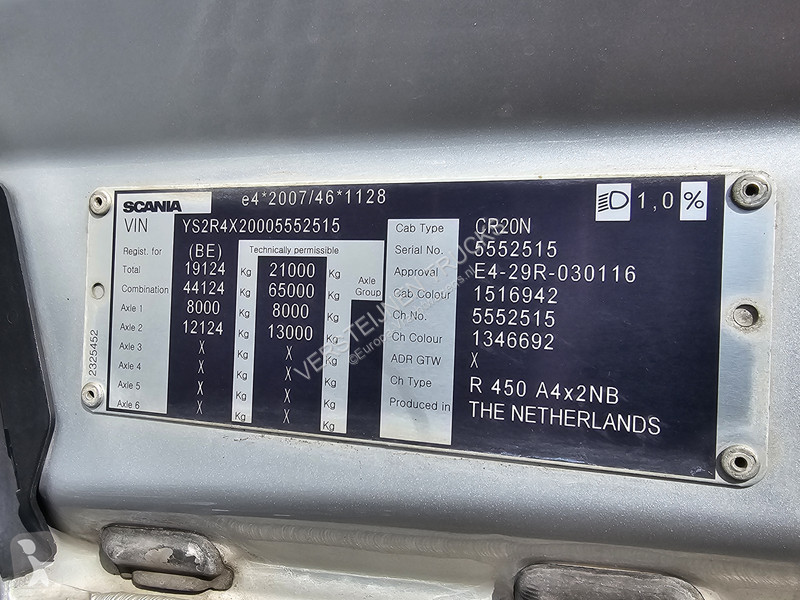 SCANIA e4*2007/46*1128 1,0 %
VIN YS2R4X20005552515
Regist. for (BE) Technically permissible
Total 19124 Kg 21000 Kg
Combination 44124 Kg 65000 Kg Axle Group
Axle 1 8000 Kg 8000 Kg
Axle 2 12124 Kg 13000 Kg
Axle 3 X Kg X Kg
Axle 4 X Kg X Kg
Axle 5 X Kg X Kg
Axle 6 X Kg X Kg
2325452
Cab Type CR20N
Serial No. 5552515
Approval E4-29R-030116
Cab Colour 1516942
Ch No. 5552515
Ch Colour 1346692
ADR GTW X
Ch Type R 450 A4x2NB
Produced in THE NETHERLANDS
VERSTEIJNEN TRUCKS